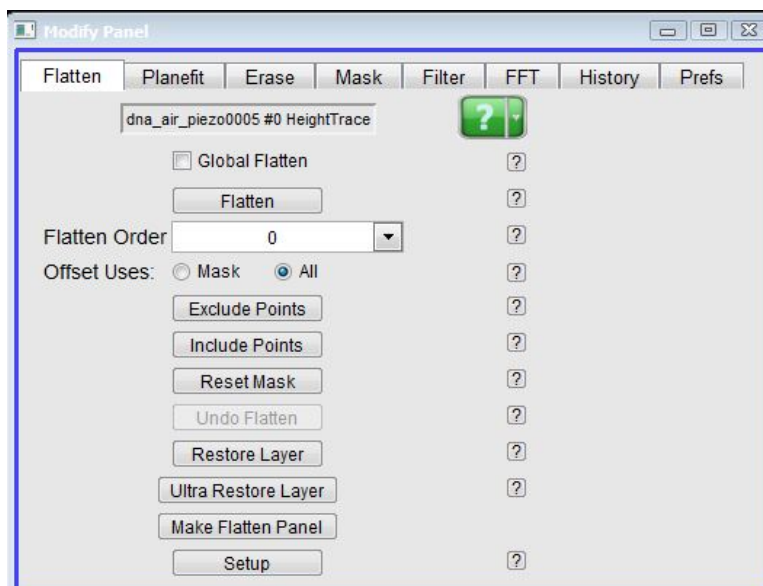 Modify Panel
Flatten Planefit Erase Mask Filter FFT History Prefs
dna_air_piezo0005 #0 HeightTrace ?
Global Flatten ?
Flatten ?
Flatten Order 0 ?
Offset Uses: Mask All ?
Exclude Points ?
Include Points ?
Reset Mask ?
Undo Flatten ?
Restore Layer ?
Ultra Restore Layer ?
Make Flatten Panel
Setup ?